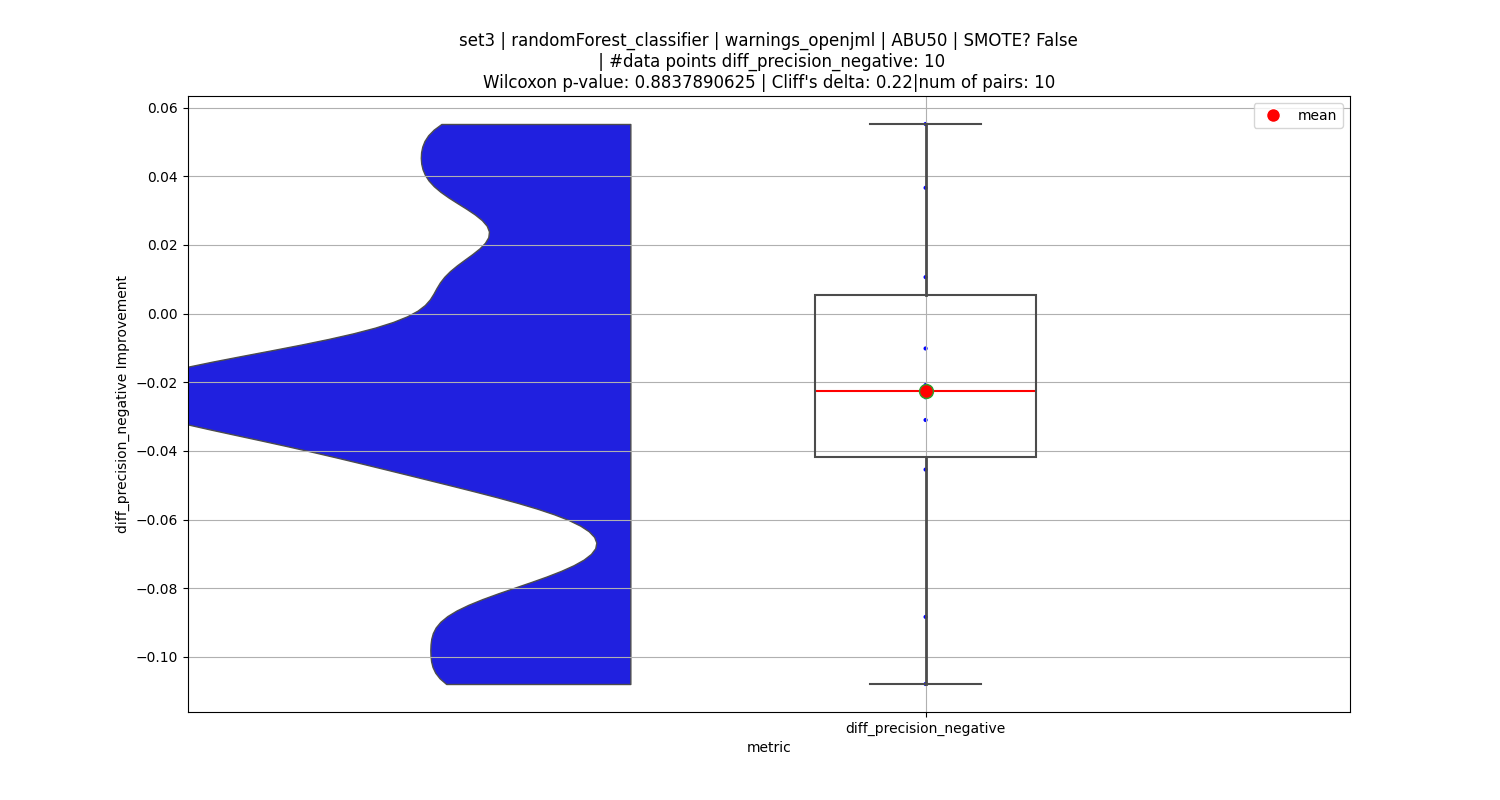 set3 | randomForest_classifier | warnings_openjml | ABU50 | SMOTE? False
| #data points diff_precision_negative: 10
Wilcoxon p-value: 0.8837890625 | Cliff's delta: 0.22|num of pairs: 10
mean
0.06
0.04
0.02
0.00
−0.02
−0.04
−0.06
−0.08
−0.10
diff_precision_negative Improvement
diff_precision_negative
metric